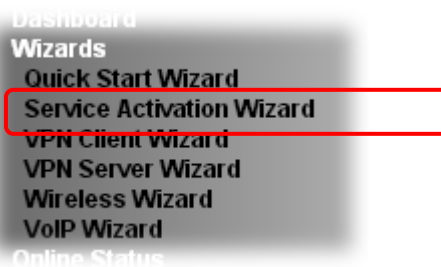 Dashboard
Wizards
Quick Start Wizard
Service Activation Wizard
VPN Client Wizard
VPN Server Wizard
Wireless Wizard
VoIP Wizard
Online Status